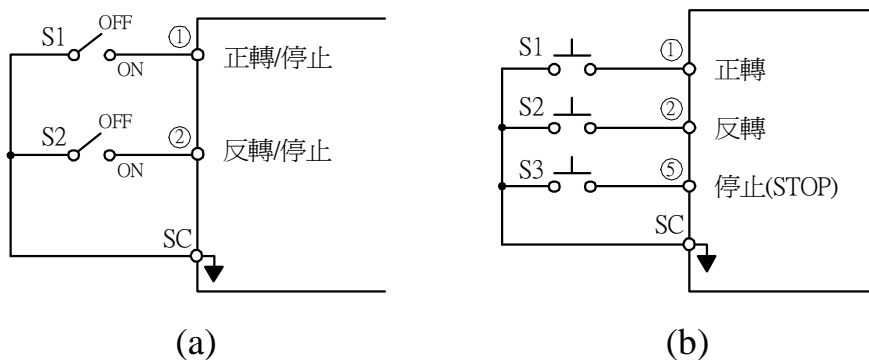 S1
OFF
ON
①
正轉/停止
S2
OFF
ON
②
反轉/停止
SC
(a)
S1
①
正轉
S2
②
反轉
S3
⑤
停止(STOP)
SC
(b)